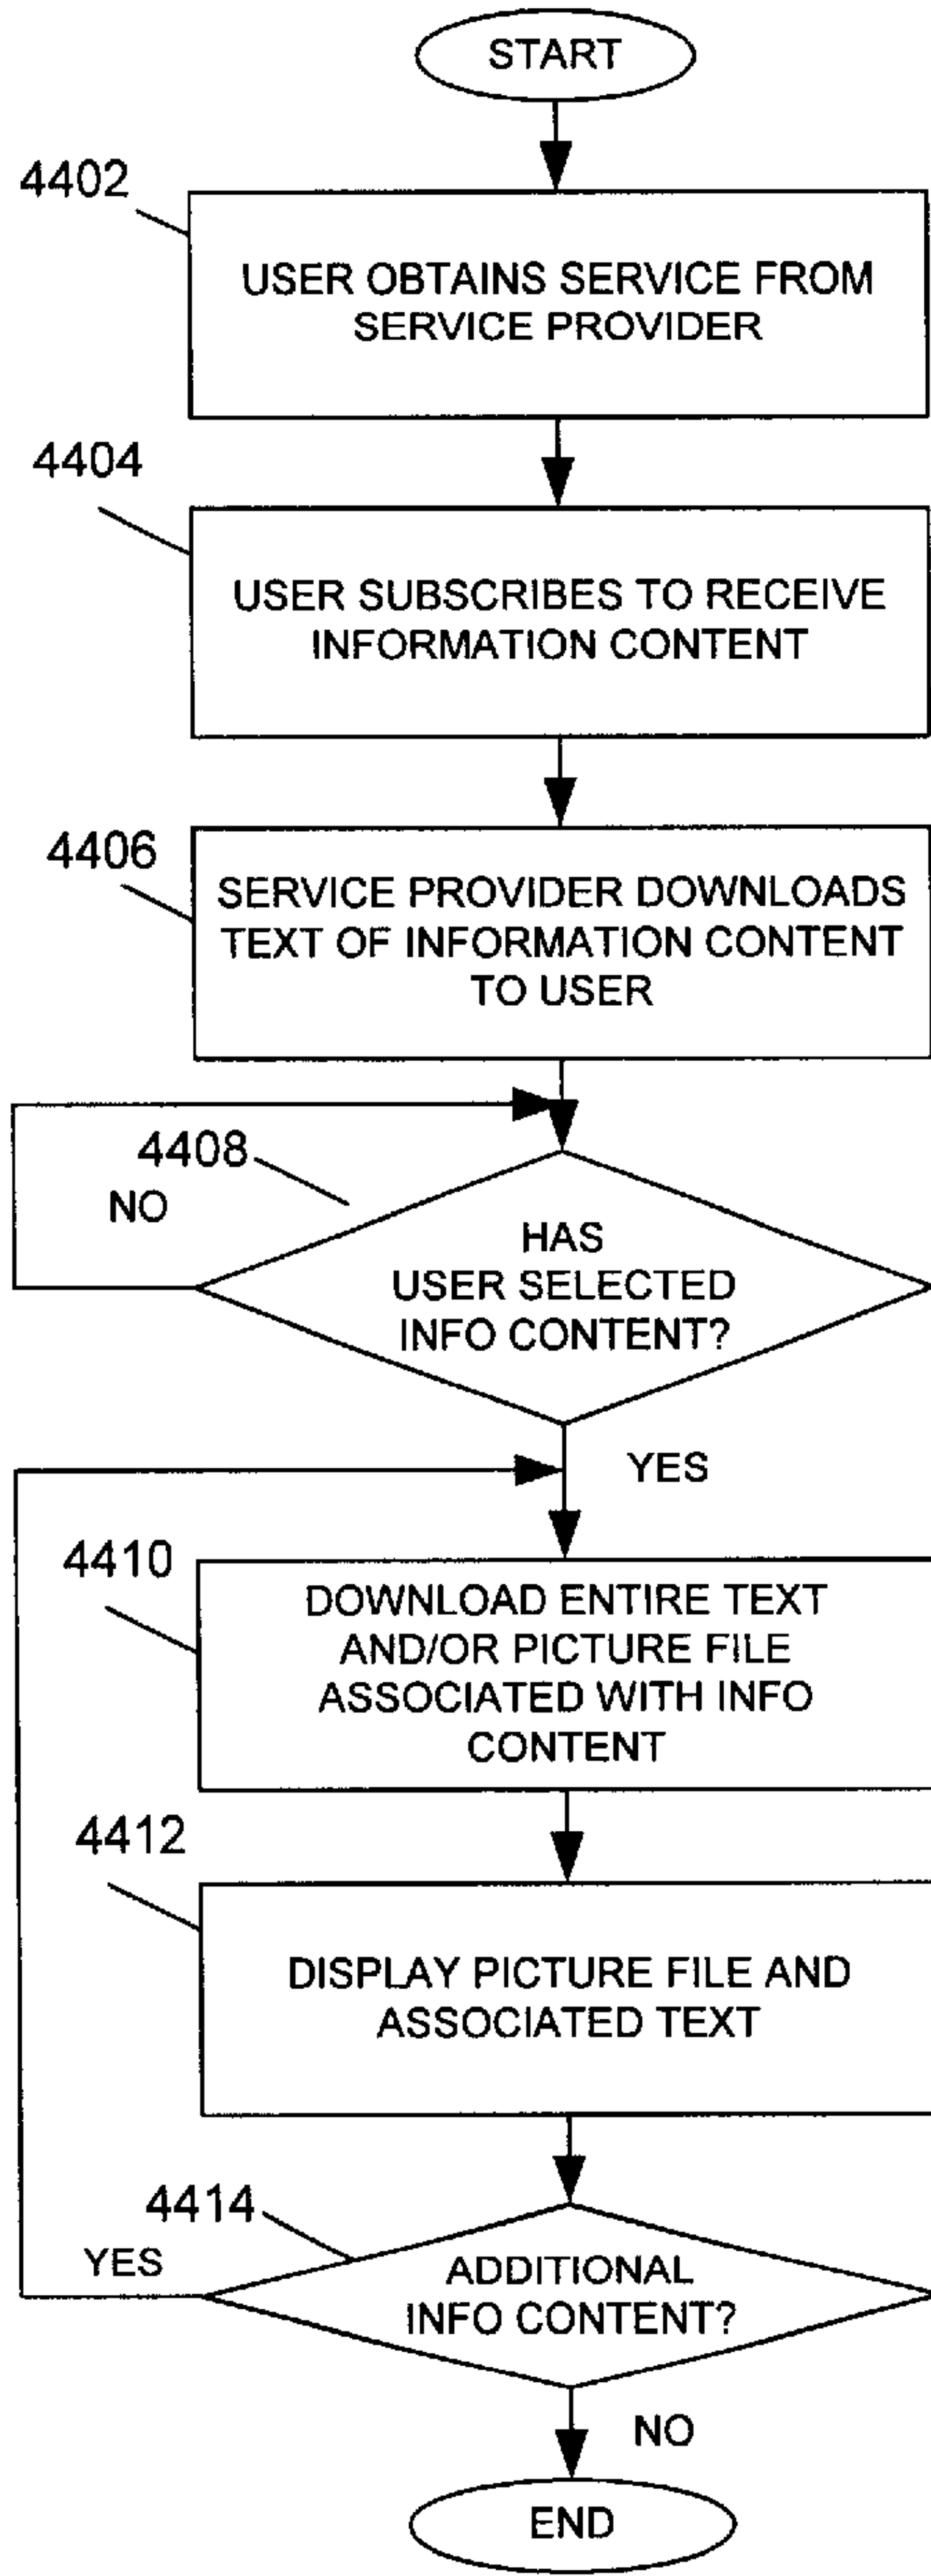 START
4402
USER OBTAINS SERVICE FROM
SERVICE PROVIDER
4404
USER SUBSCRIBES TO RECEIVE
INFORMATION CONTENT
4406
SERVICE PROVIDER DOWNLOADS
TEXT OF INFORMATION CONTENT
TO USER
4408
NO
HAS
USER SELECTED
INFO CONTENT?
YES
4410
DOWNLOAD ENTIRE TEXT
AND/OR PICTURE FILE
ASSOCIATED WITH INFO
CONTENT
4412
DISPLAY PICTURE FILE AND
ASSOCIATED TEXT
4414
YES
ADDITIONAL
INFO CONTENT?
NO
END